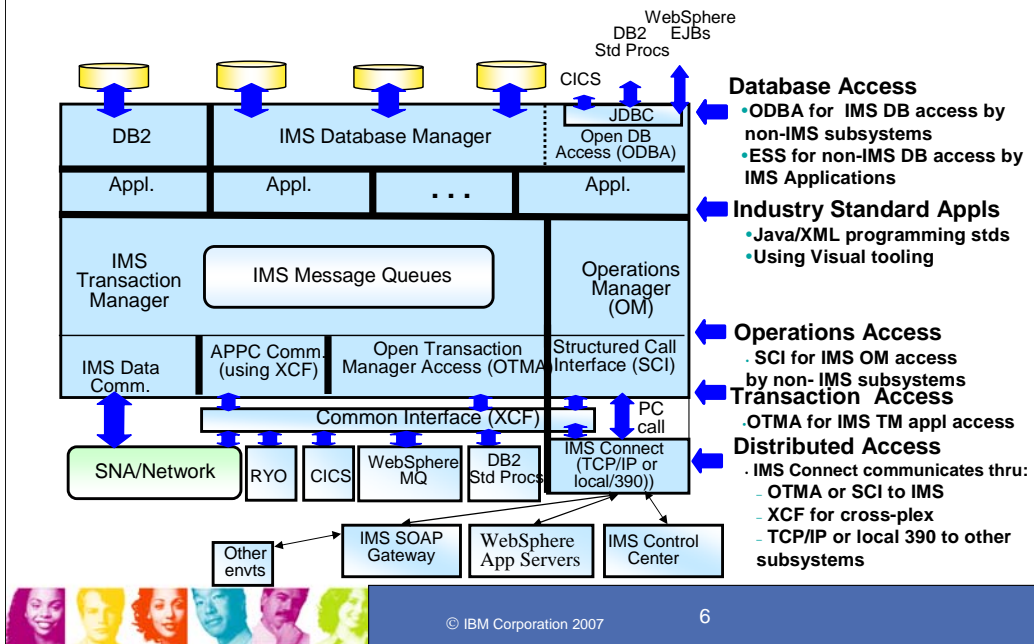 WebSphere
EJBs
DB2
Std Procs
CICS
DB2
IMS Database Manager
JDBC
Open DB
Access (ODBA)
Appl.
Appl.
. . .
Appl.
IMS
Transaction
Manager
IMS Message Queues
Operations
Manager
(OM)
IMS Data
Comm.
APPC Comm.
(using XCF)
Open Transaction
Manager Access (OTMA)
Structured Call
Interface (SCI)
Common Interface (XCF)
PC
call
SNA/Network
RYO
CICS
WebSphere
MQ
DB2
Std Procs
IMS Connect
(TCP/IP or
local/390))
Other
envts
IMS SOAP
Gateway
WebSphere
App Servers
IMS Control
Center
Database Access
•ODBA for IMS DB access by
non-IMS subsystems
•ESS for non-IMS DB access by
IMS Applications
Industry Standard Appls
•Java/XML programming stds
•Using Visual tooling
Operations Access
· SCI for IMS OM access
by non- IMS subsystems
Transaction Access
·OTMA for IMS TM appl access
Distributed Access
· IMS Connect communicates thru:
– OTMA or SCI to IMS
– XCF for cross-plex
– TCP/IP or local 390 to other
subsystems
© IBM Corporation 2007
6